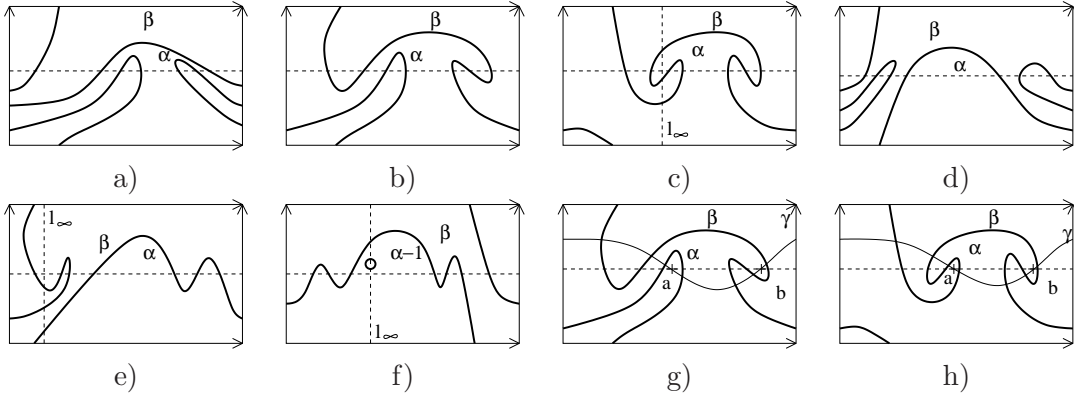 β β β β
α α α α
l∞
a) b) c) d)
l∞ β α β α−1 β γ β γ
α α
a b a b
l∞
e) f) g) h)